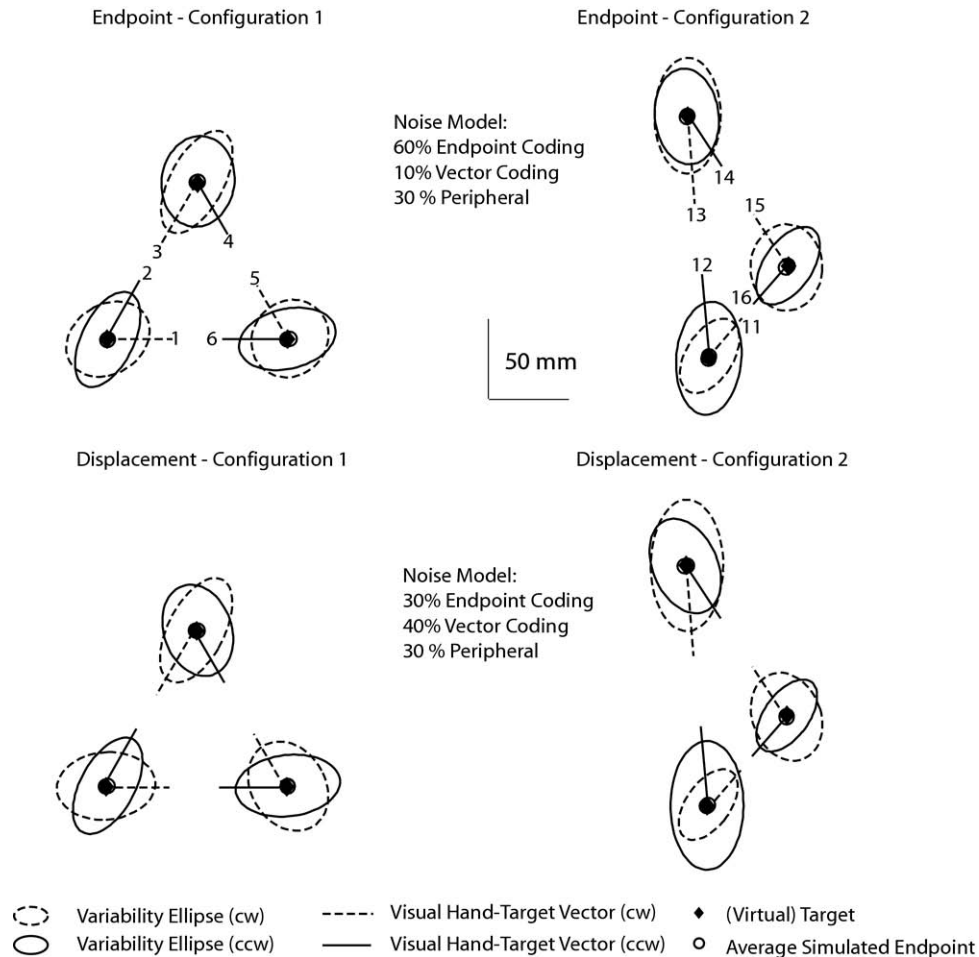 Endpoint - Configuration 1
Endpoint - Configuration 2
Noise Model:
60% Endpoint Coding
10% Vector Coding
30 % Peripheral
14
13
15
3
4
2
5
12
16
1
6
11
50 mm
Displacement - Configuration 1
Displacement - Configuration 2
Noise Model:
30% Endpoint Coding
40% Vector Coding
30 % Peripheral
Variability Ellipse (cw)
Visual Hand-Target Vector (cw)
(Virtual) Target
Variability Ellipse (ccw)
Visual Hand-Target Vector (ccw)
Average Simulated Endpoint